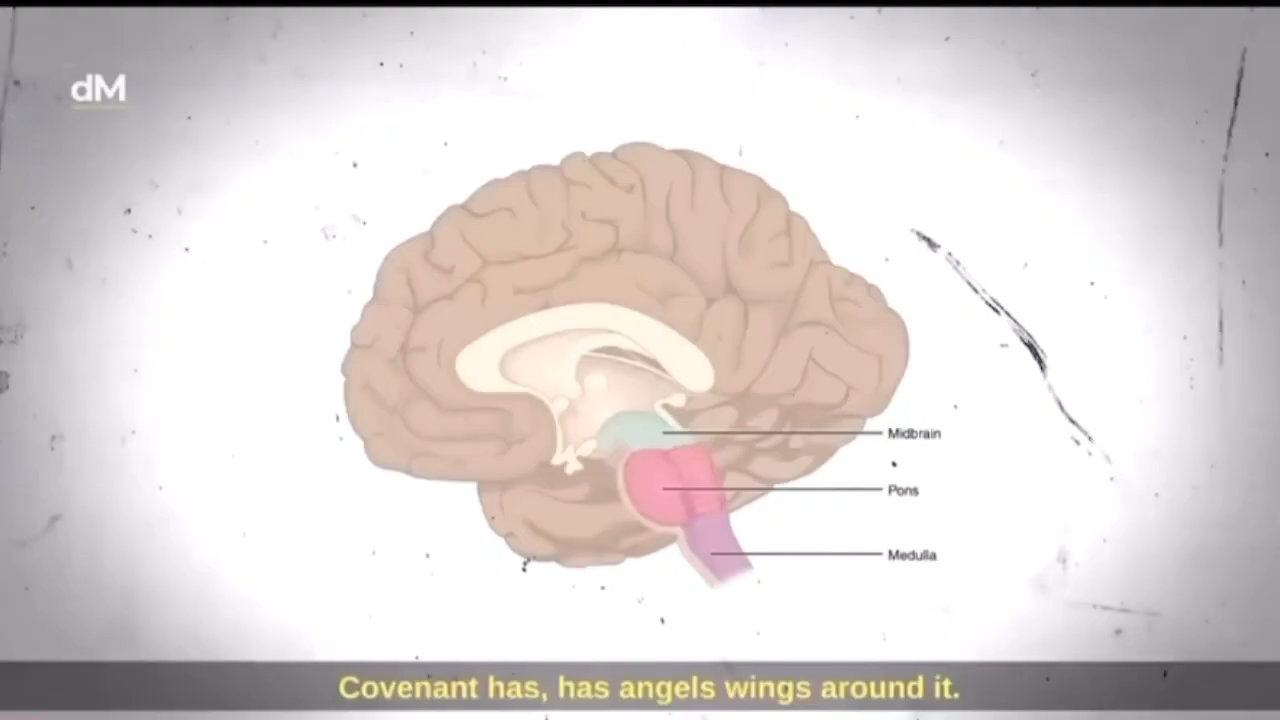 dM
Midbrain
Pons
Medulla
Covenant has, has angels wings around it.